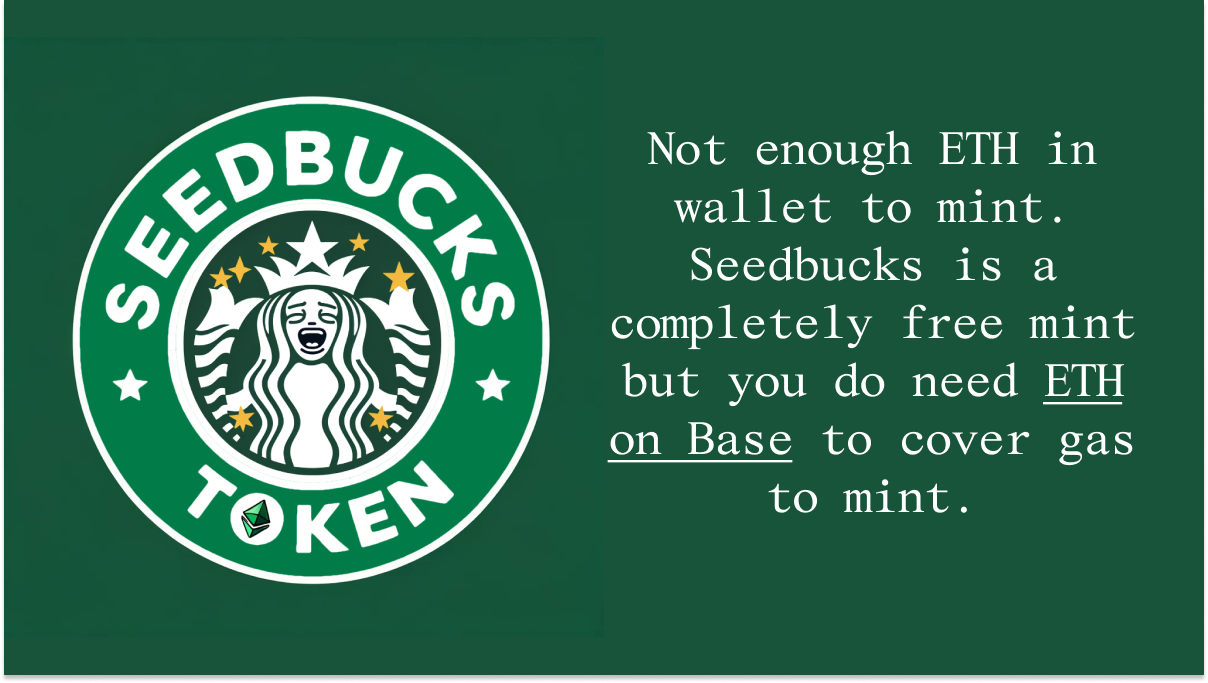 SEEDBUCKS
TOKEN
Not enough ETH in
wallet to mint.
Seedbucks is a
completely free mint
but you do need ETH
on Base to cover gas
to mint.